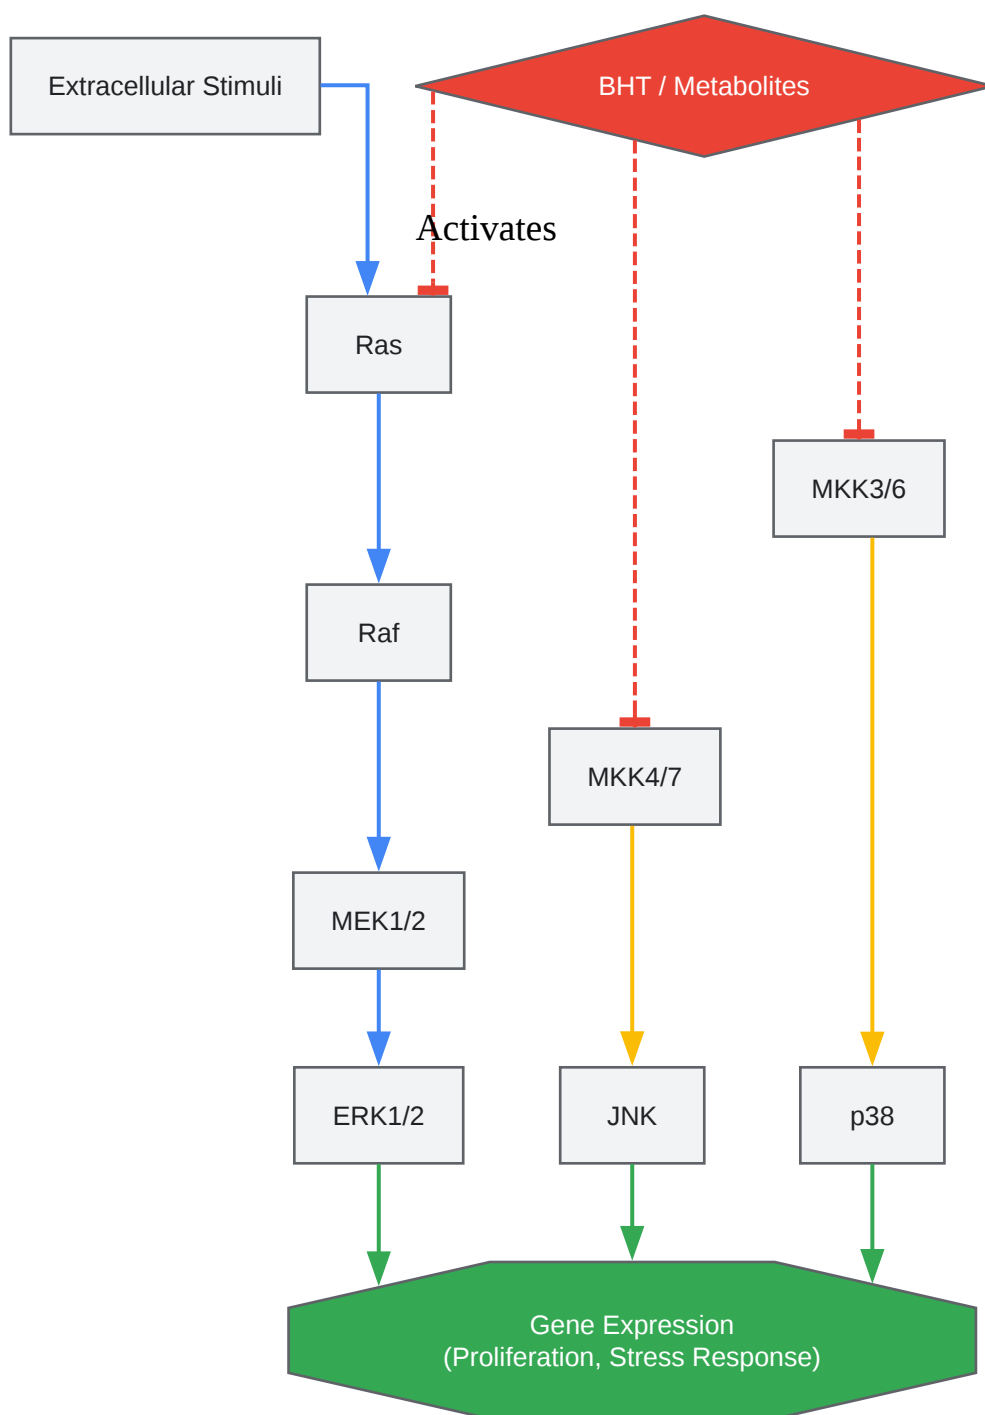 Extracellular Stimuli
BHT / Metabolites
Activates
Ras
MKK3/6
Raf
MKK4/7
MEK1/2
ERK1/2
JNK
p38
Gene Expression
(Proliferation, Stress Response)